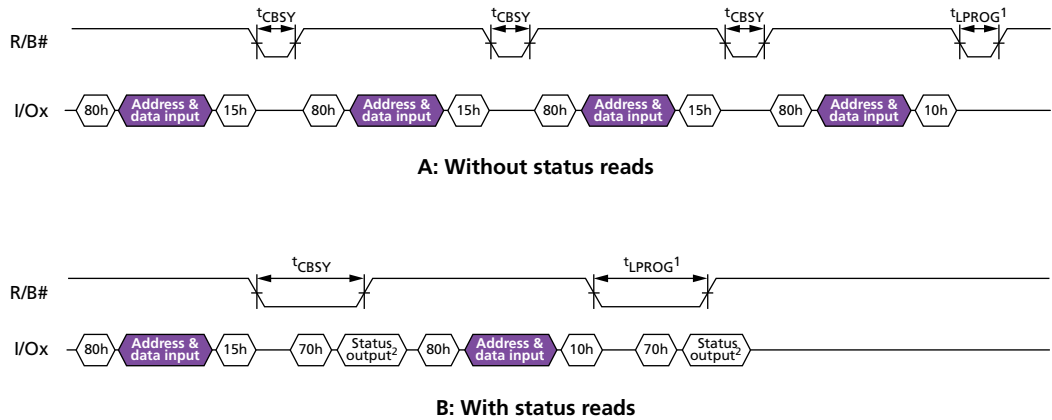 tCBSY tCBSY tCBSY tLPROG1
R/B#
I/Ox 80h Address & data input 15h 80h Address & data input 15h 80h Address & data input 15h 80h Address & data input 10h
A: Without status reads
tCBSY tLPROG1
R/B#
I/Ox 80h Address & data input 15h 70h Status output2 80h Address & data input 10h 70h Status output2
B: With status reads